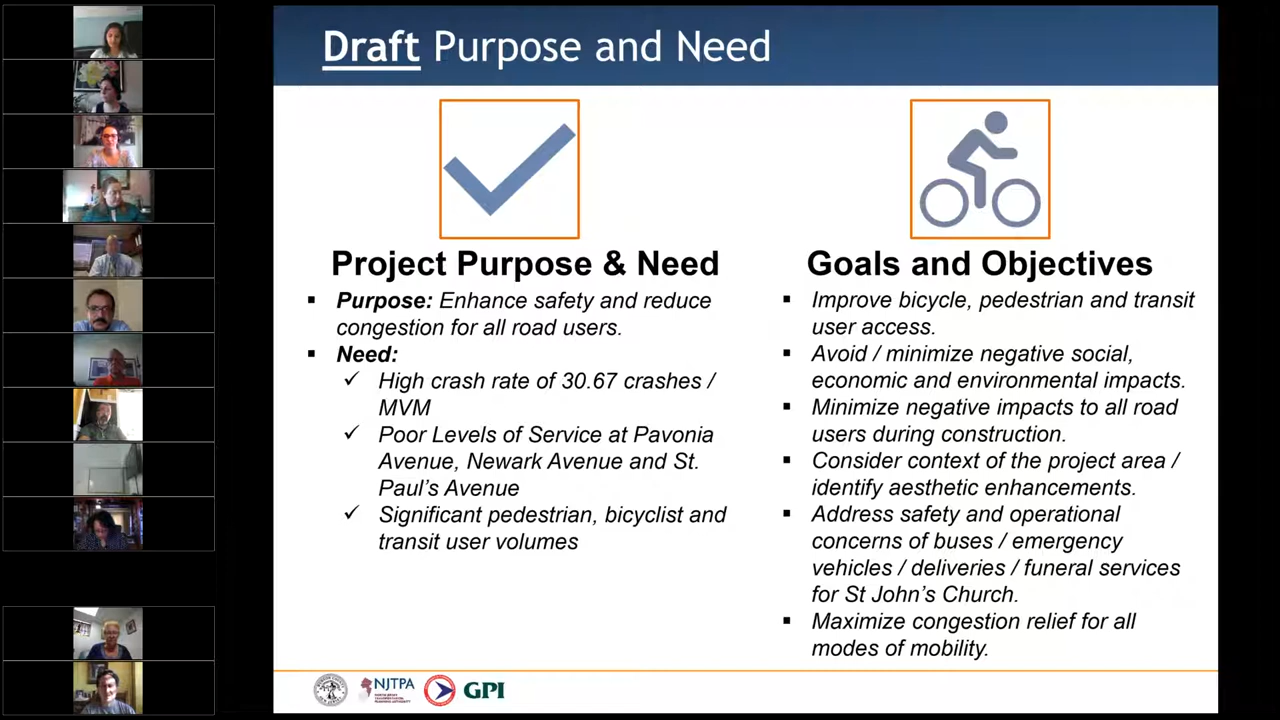 Draft Purpose and Need
Project Purpose & Need
▪ Purpose: Enhance safety and reduce
congestion for all road users.
▪ Need:
✓ High crash rate of 30.67 crashes /
MVM
✓ Poor Levels of Service at Pavonia
Avenue, Newark Avenue and St.
Paul’s Avenue
✓ Significant pedestrian, bicyclist and
transit user volumes
Goals and Objectives
▪ Improve bicycle, pedestrian and transit
user access.
▪ Avoid / minimize negative social,
economic and environmental impacts.
▪ Minimize negative impacts to all road
users during construction.
▪ Consider context of the project area /
identify aesthetic enhancements.
▪ Address safety and operational
concerns of buses / emergency
vehicles / deliveries / funeral services
for St John’s Church.
▪ Maximize congestion relief for all
modes of mobility.
NJTPA
GPI